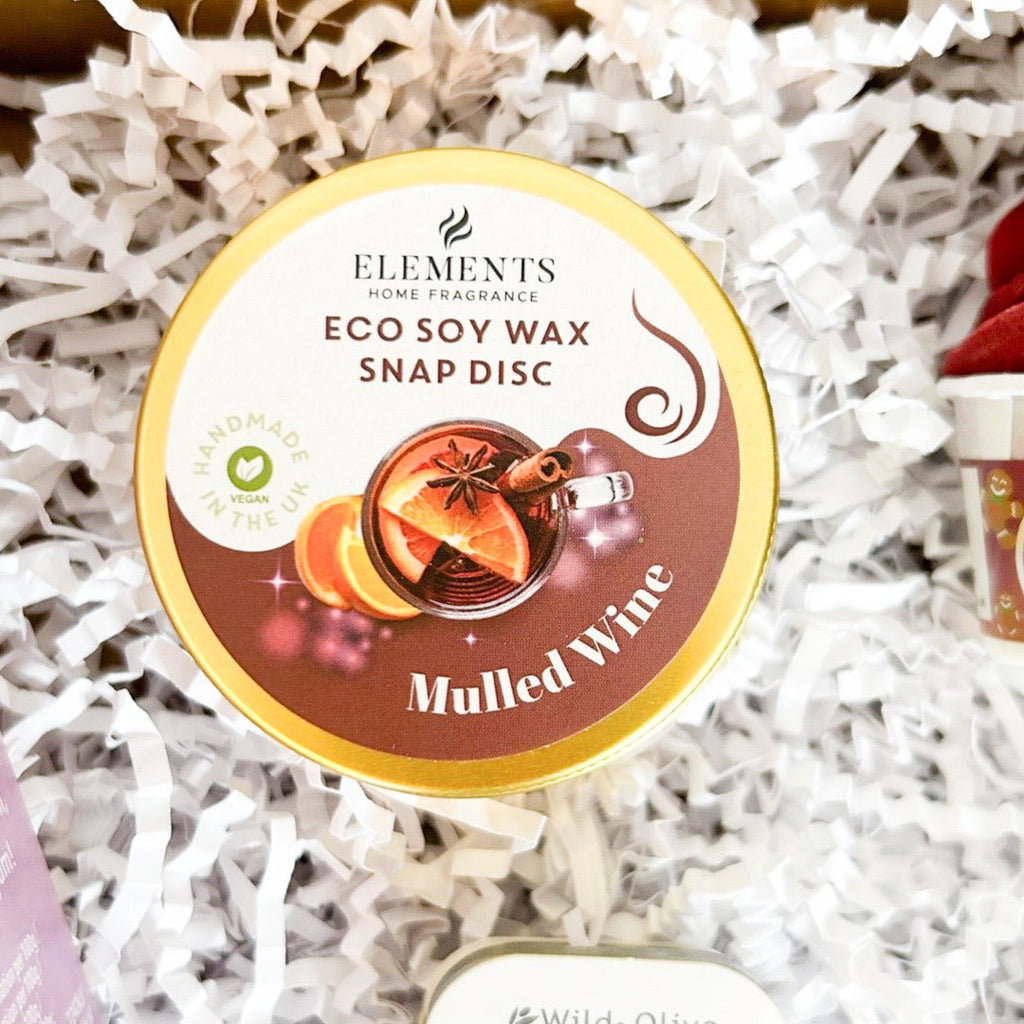 ELEMENTS
HOME FRAGRANCE
ECO SOY WAX
SNAP DISC
HANDMADE
VEGAN
IN THE UK
Mulled Wine
Wild Olive